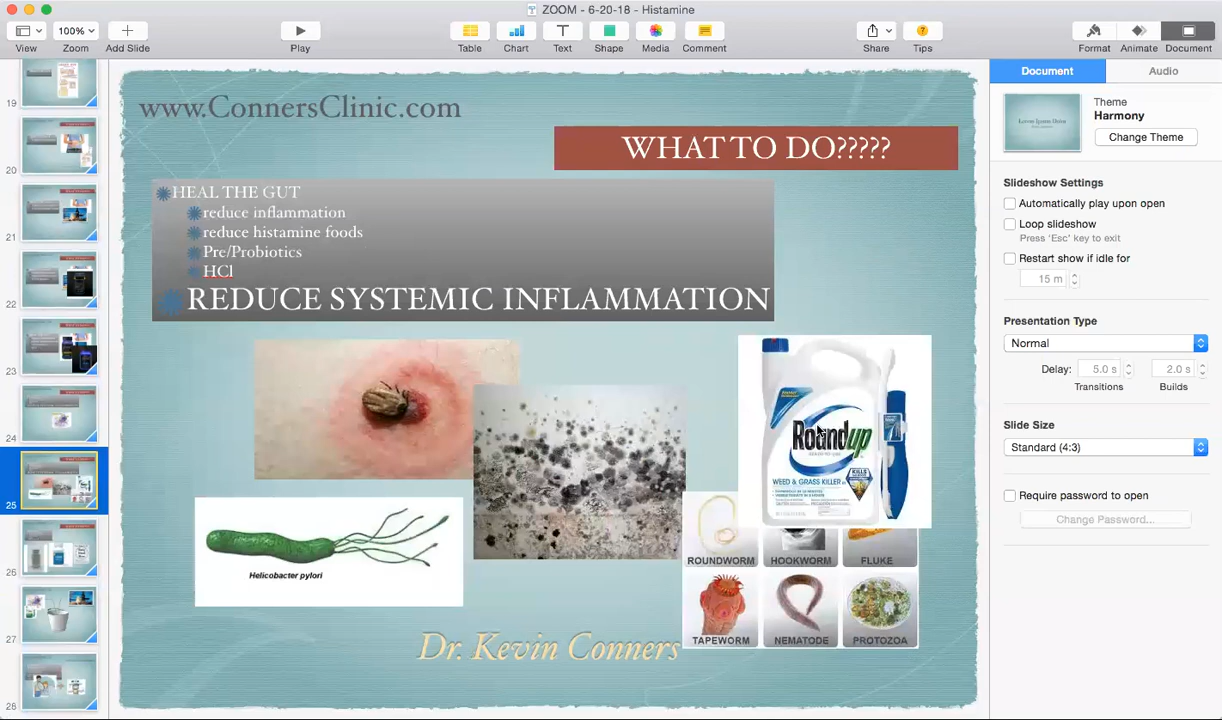 ZOOM - 6-20-18 - Histamine
View
100%
Zoom
Add Slide
Play
Table
Chart
Text
Shape
Media
Comment
Share
Tips
Format
Animate
Document
19
20
21
22
23
24
25
26
27
28
www.ConnersClinic.com
WHAT TO DO?????
HEAL THE GUT
reduce inflammation
reduce histamine foods
Pre/Probiotics
HCl
REDUCE SYSTEMIC INFLAMMATION
Roundup
WEED & GRASS KILLER
KILLS
Helicobacter pylori
ROUNDWORM
HOOKWORM
FLUKE
TAPEWORM
NEMATODE
PROTOZOA
Dr. Kevin Conners
Document
Audio
Theme
Harmony
Change Theme
Slideshow Settings
Automatically play upon open
Loop slideshow
Press 'Esc' key to exit
Restart show if idle for
15 m
Presentation Type
Normal
Delay:
5.0 s
2.0 s
Transitions
Builds
Slide Size
Standard (4:3)
Require password to open
Change Password...